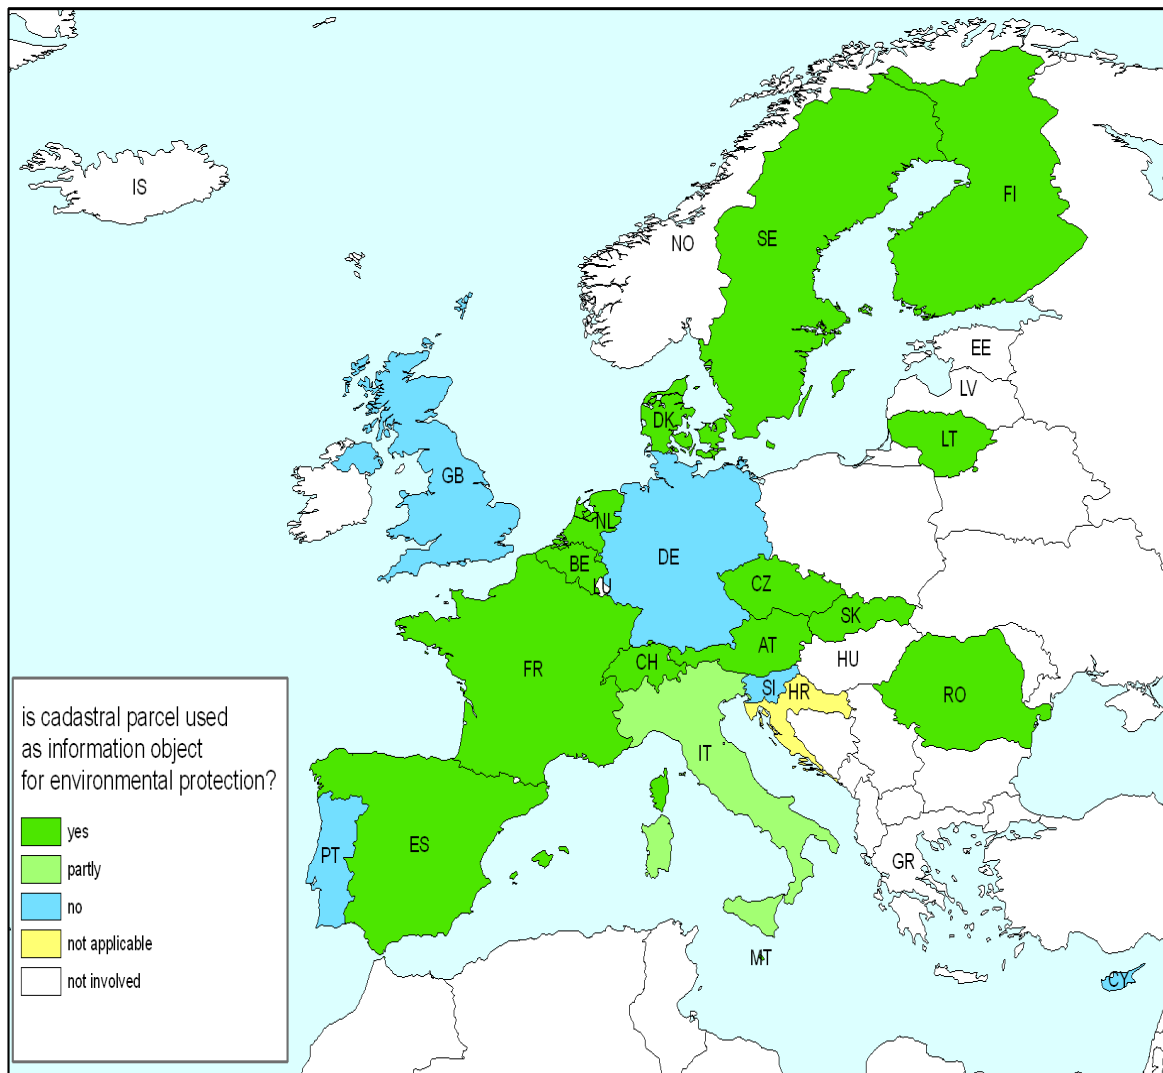 IS
FI
NO
SE
EE
LV
DK
LT
GB
NL
DE
BE
CZ
LU
SK
AT
HU
CH
FR
SI
HR
RO
IT
ES
PT
GR
MT
CY
is cadastral parcel used
as information object
for environmental protection?
yes
partly
no
not applicable
not involved